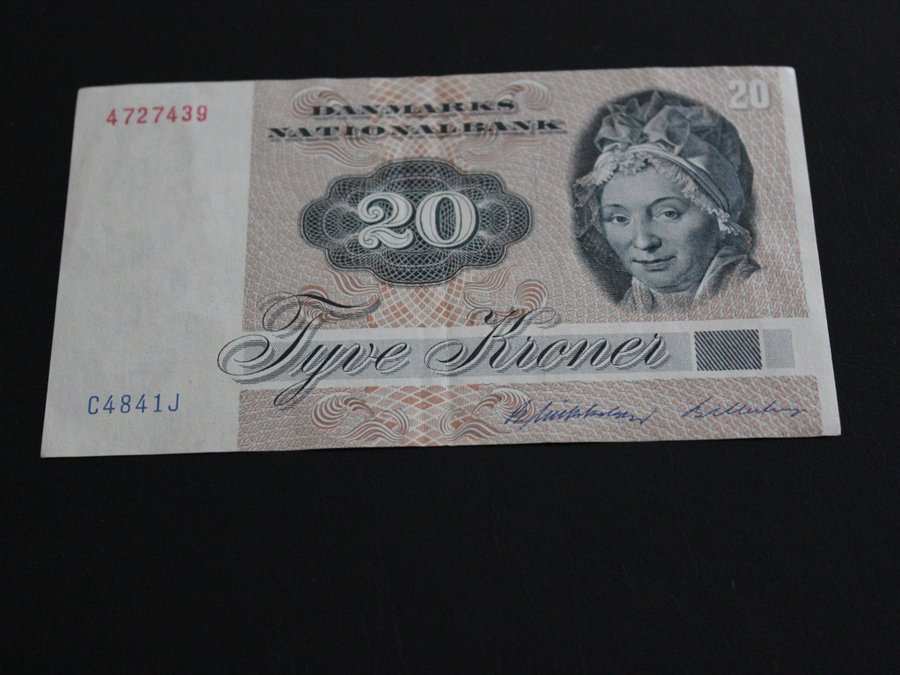 4727439
DANMARKS
NATIONALBANK
20
20
Tyve Kroner
C4841J